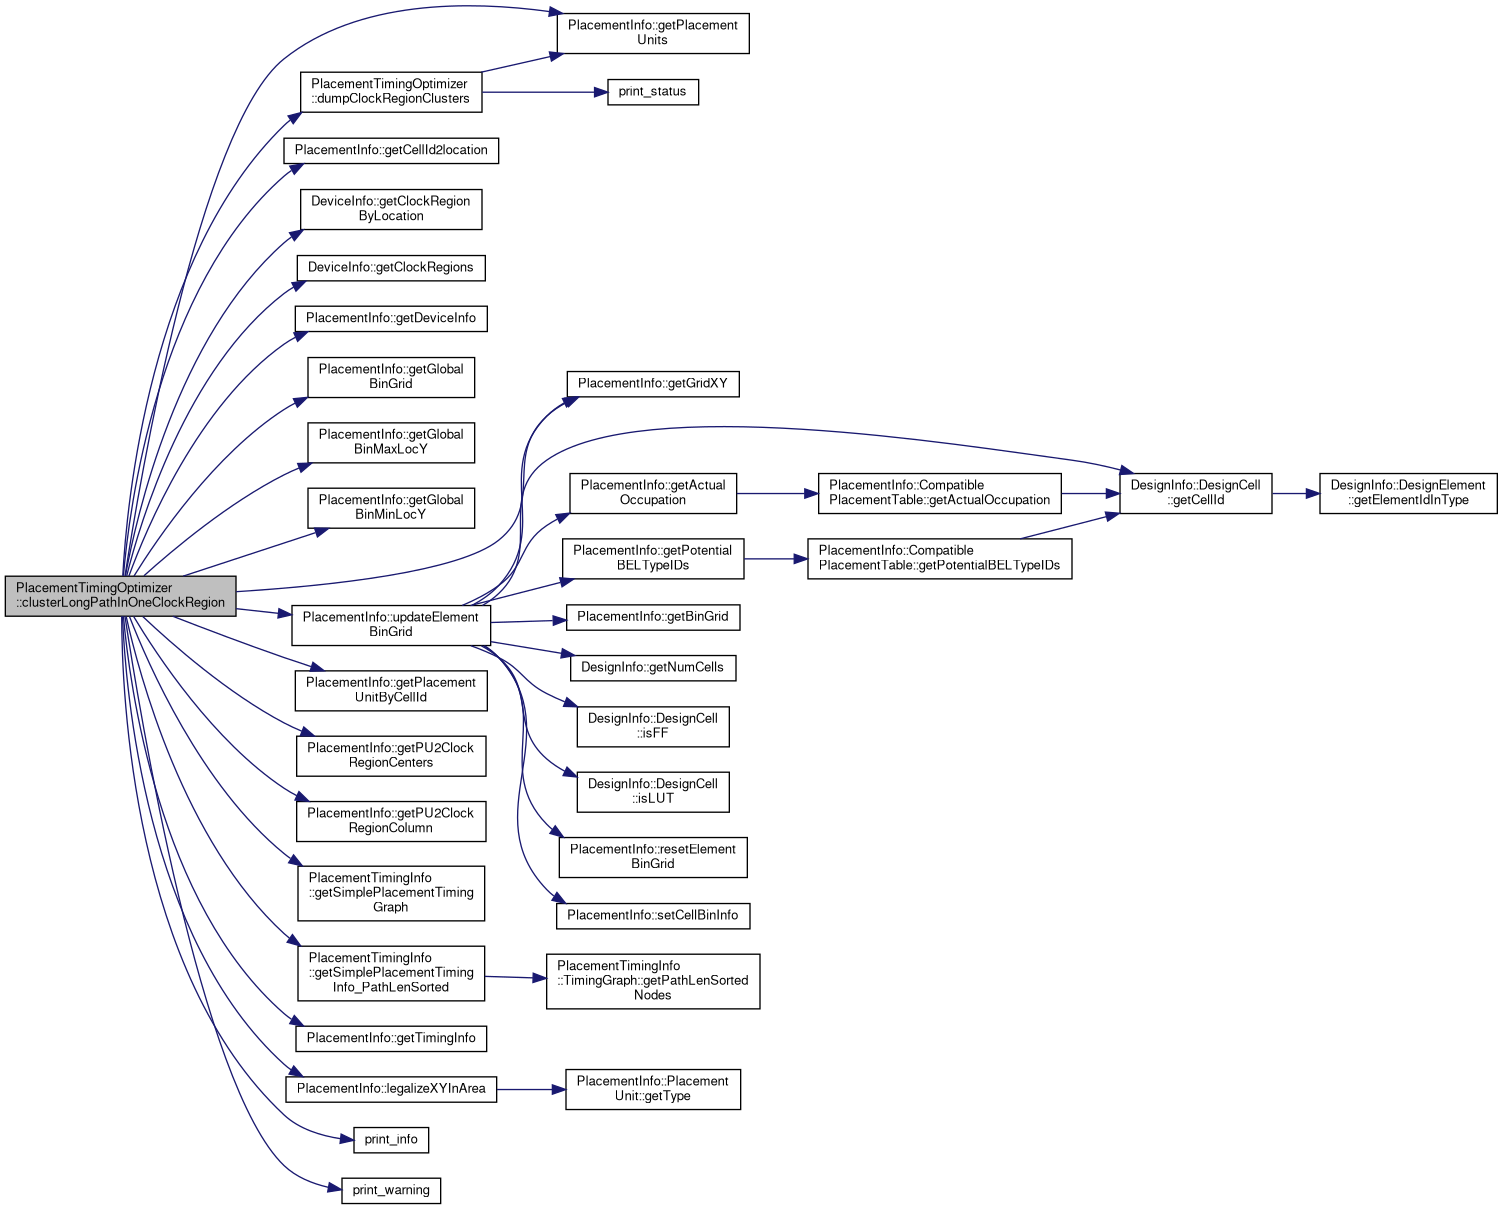 PlacementInfo::getPlacement
Units
PlacementTimingOptimizer
::dumpClockRegionClusters
print_status
PlacementInfo::getCellId2location
DeviceInfo::getClockRegion
ByLocation
DeviceInfo::getClockRegions
PlacementInfo::getDeviceInfo
PlacementInfo::getGlobal
BinGrid
PlacementInfo::getGridXY
PlacementInfo::getGlobal
BinMaxLocY
PlacementInfo::getGlobal
BinMinLocY
PlacementInfo::getActual
Occupation
PlacementInfo::Compatible
PlacementTable::getActualOccupation
DesignInfo::DesignCell
::getCellId
DesignInfo::DesignElement
::getElementIdInType
PlacementInfo::getPotential
BELTypeIDs
PlacementInfo::Compatible
PlacementTable::getPotentialBELTypeIDs
PlacementTimingOptimizer
::clusterLongPathInOneClockRegion
PlacementInfo::updateElement
BinGrid
PlacementInfo::getBinGrid
DesignInfo::getNumCells
PlacementInfo::getPlacement
UnitByCellId
DesignInfo::DesignCell
::isFF
PlacementInfo::getPU2Clock
RegionCenters
DesignInfo::DesignCell
::isLUT
PlacementInfo::getPU2Clock
RegionColumn
PlacementInfo::resetElement
BinGrid
PlacementTimingInfo
::getSimplePlacementTiming
Graph
PlacementInfo::setCellBinInfo
PlacementTimingInfo
::getSimplePlacementTiming
Info_PathLenSorted
PlacementTimingInfo
::TimingGraph::getPathLenSorted
Nodes
PlacementInfo::getTimingInfo
PlacementInfo::legalizeXYInArea
PlacementInfo::Placement
Unit::getType
print_info
print_warning